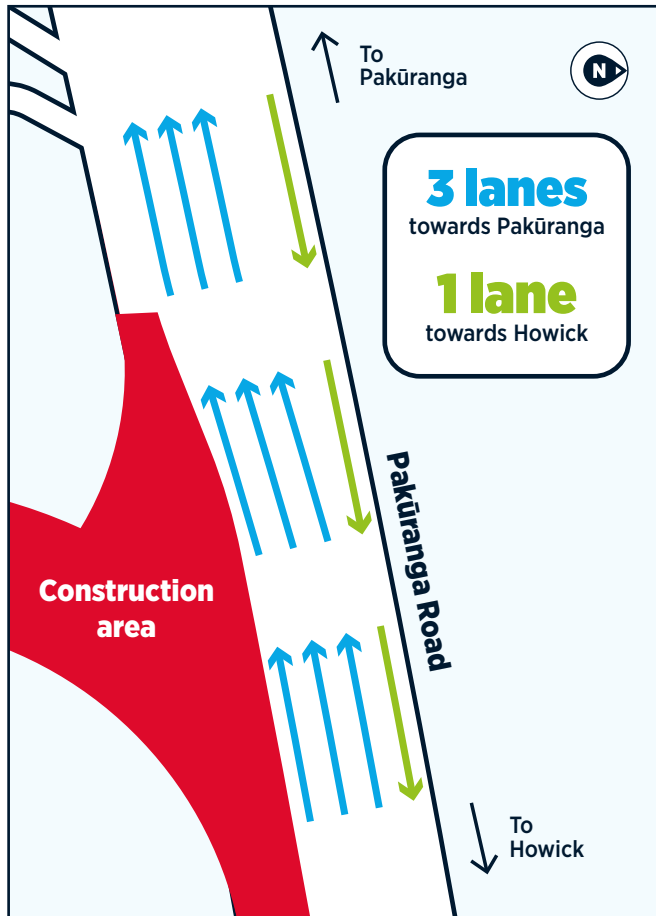 To
Pakūranga
N
3 lanes
towards Pakūranga
1 lane
towards Howick
Pakūranga Road
Construction
area
To
Howick